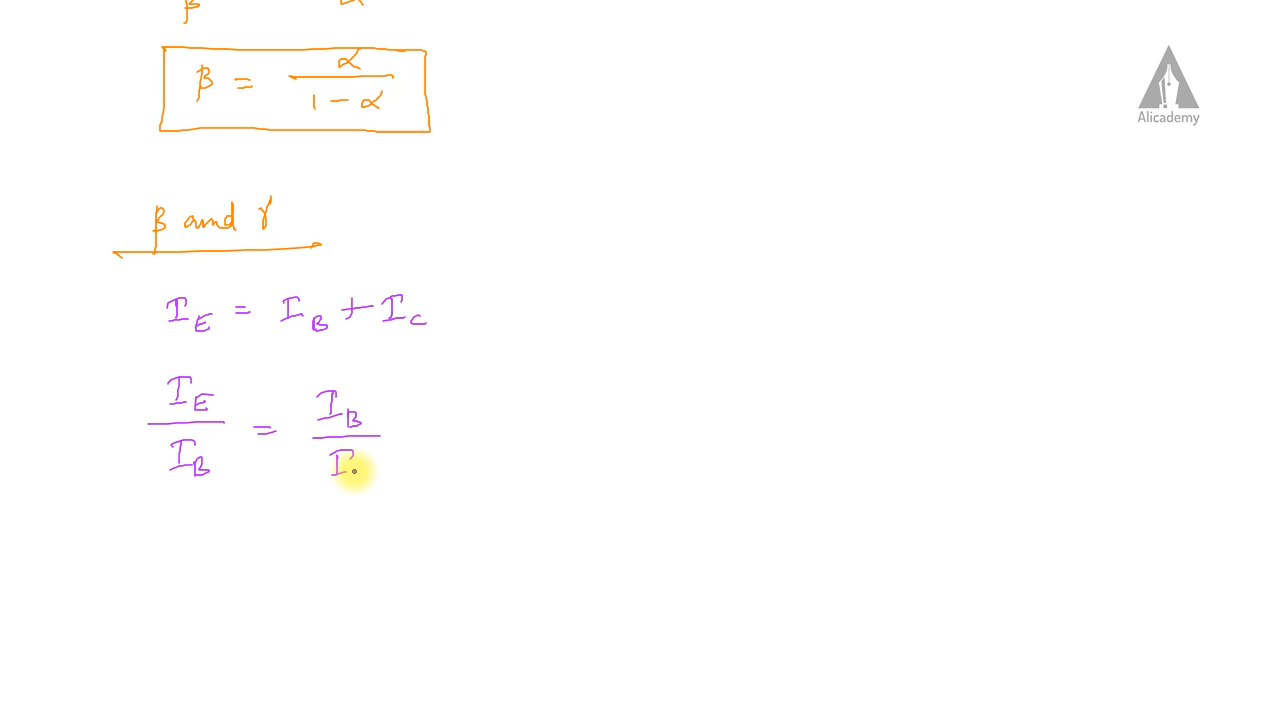 β α
β = α / (1 - α)
Alicademy
β and γ
I_E = I_B + I_C
I_E / I_B = I_B / I